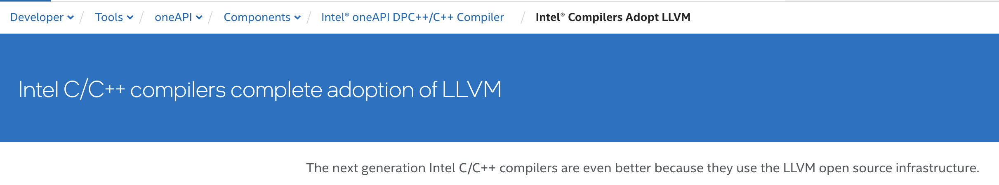 Developer / Tools / oneAPI / Components / Intel® oneAPI DPC++/C++ Compiler / Intel® Compilers Adopt LLVM
Intel C/C++ compilers complete adoption of LLVM
The next generation Intel C/C++ compilers are even better because they use the LLVM open source infrastructure.